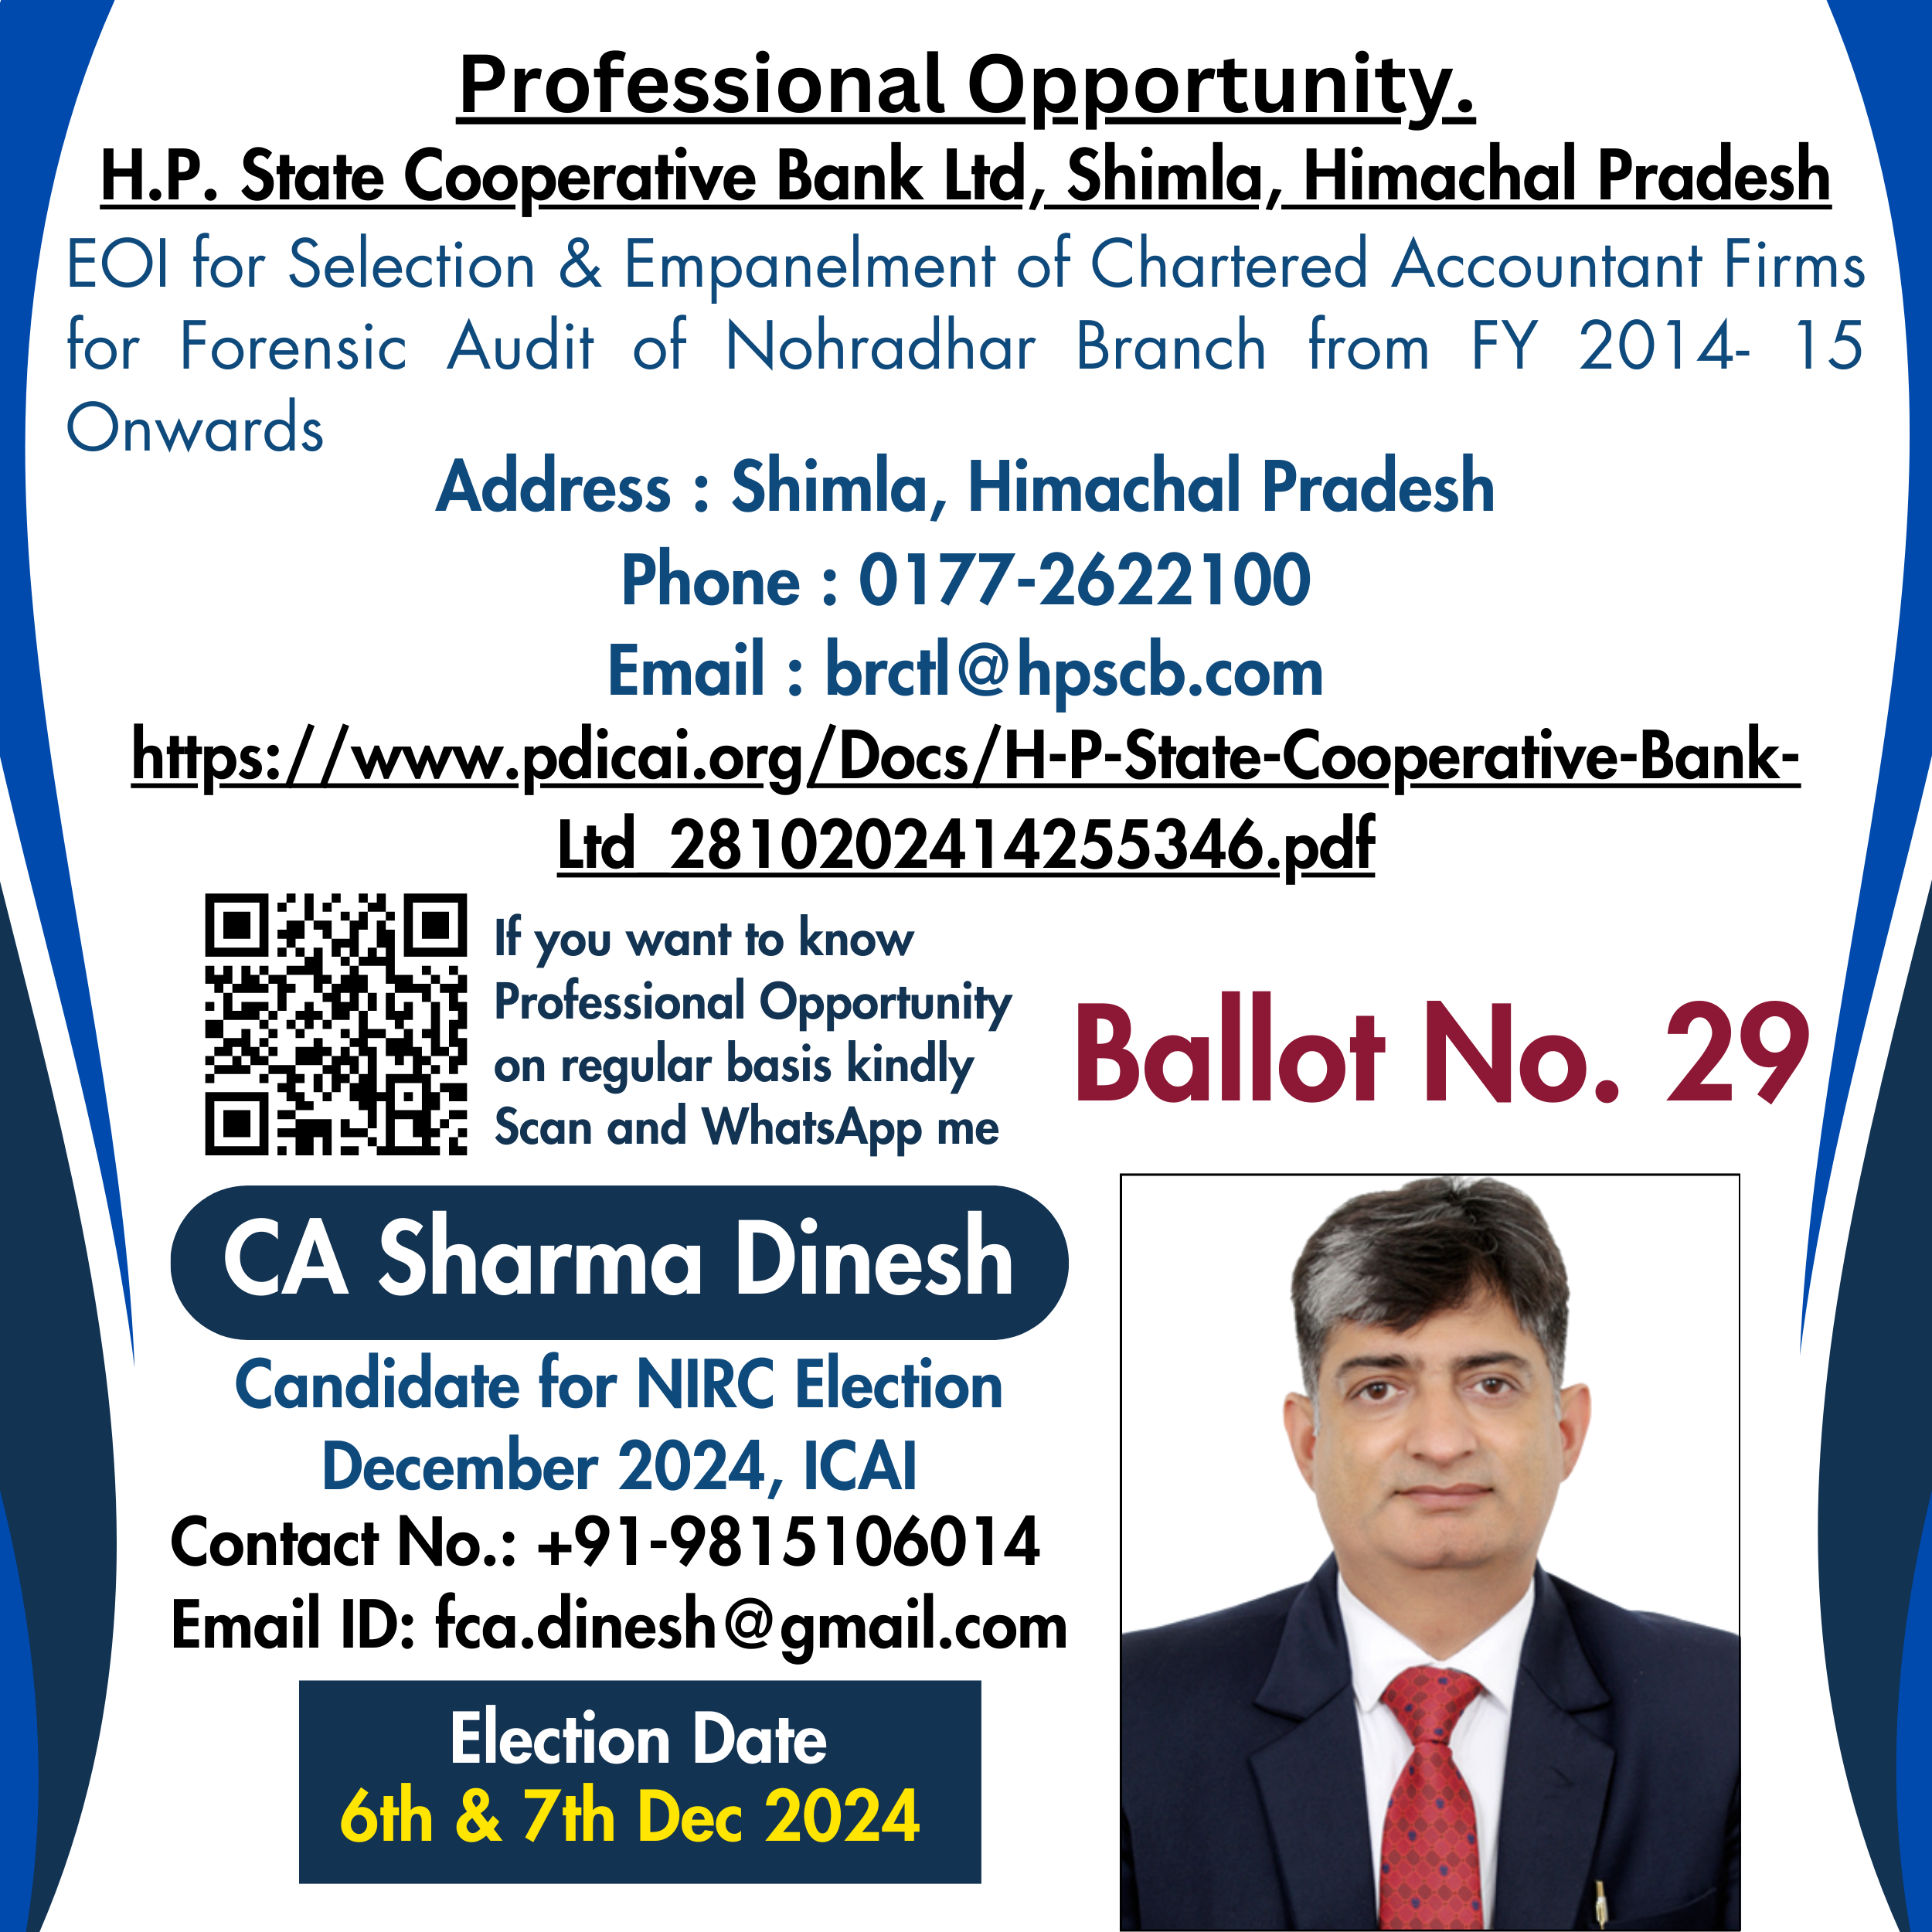 Professional Opportunity.
H.P. State Cooperative Bank Ltd, Shimla, Himachal Pradesh
EOI for Selection & Empanelment of Chartered Accountant Firms
for Forensic Audit of Nohradhar Branch from FY 2014- 15
Onwards
Address : Shimla, Himachal Pradesh
Phone : 0177-2622100
Email : brctl@hpscb.com
https://www.pdicai.org/Docs/H-P-State-Cooperative-Bank-
Ltd_2810202414255346.pdf
If you want to know
Professional Opportunity
on regular basis kindly
Scan and WhatsApp me
Ballot No. 29
CA Sharma Dinesh
Candidate for NIRC Election
December 2024, ICAI
Contact No.: +91-9815106014
Email ID: fca.dinesh@gmail.com
Election Date
6th & 7th Dec 2024